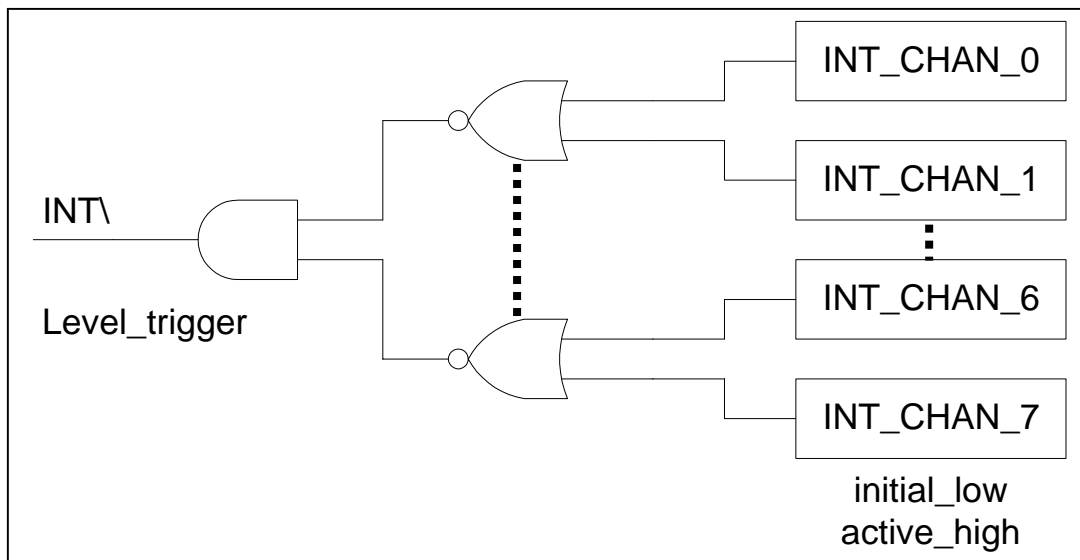 INT_CHAN_0
INT_CHAN_1
INT\
INT_CHAN_6
Level_trigger
INT_CHAN_7
initial_low
active_high